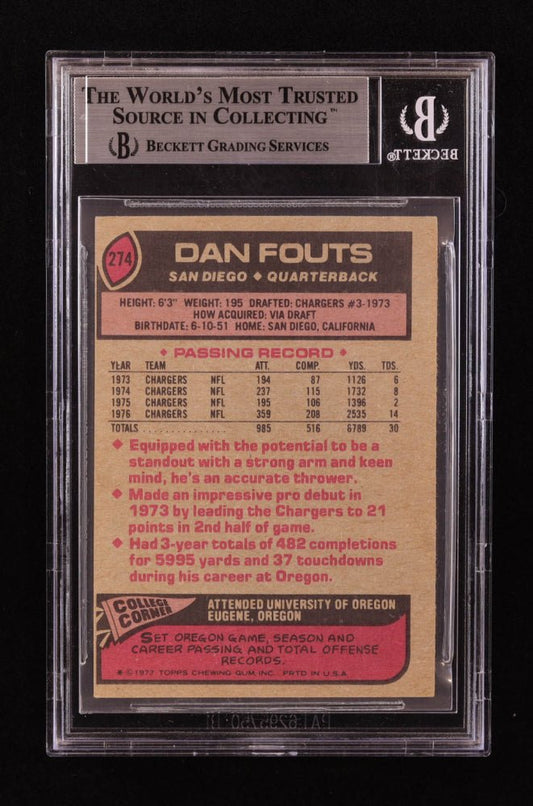 THE WORLD'S MOST TRUSTED
SOURCE IN COLLECTING™
B BECKETT GRADING SERVICES
B
BECKETT®
274
DAN FOUTS
SAN DIEGO ◆ QUARTERBACK
HEIGHT: 6'3" WEIGHT: 195 DRAFTED: CHARGERS #3-1973
HOW ACQUIRED: VIA DRAFT
BIRTHDATE: 6-10-51 HOME: SAN DIEGO, CALIFORNIA
◆ PASSING RECORD ◆
YEAR TEAM ATT. COMP. YDS. TDS.
1973 CHARGERS NFL 194 87 1126 6
1974 CHARGERS NFL 237 115 1732 8
1975 CHARGERS NFL 195 106 1396 2
1976 CHARGERS NFL 359 208 2535 14
TOTALS ................ 985 516 6789 30
◆ Equipped with the potential to be a
standout with a strong arm and keen
mind, he's an accurate thrower.
◆ Made an impressive pro debut in
1973 by leading the Chargers to 21
points in 2nd half of game.
◆ Had 3-year totals of 482 completions
for 5995 yards and 37 touchdowns
during his career at Oregon.
COLLEGE
CORNER
ATTENDED UNIVERSITY OF OREGON
EUGENE, OREGON
SET OREGON GAME, SEASON AND
CAREER PASSING AND TOTAL OFFENSE
RECORDS.
* © 1977 TOPPS CHEWING GUM, INC. PRTD IN U.S.A.